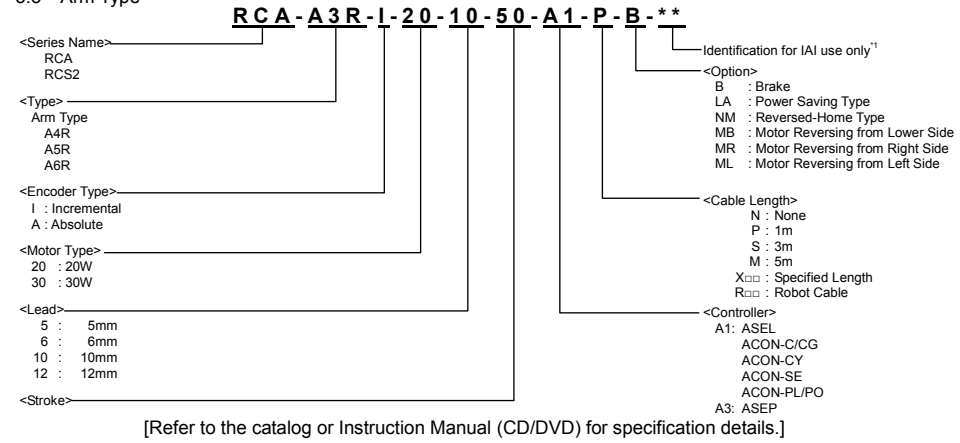 RCA-A3R-I-20-10-50-A1-P-B-**
<Series Name>
RCA
RCS2
<Type>
Arm Type
A4R
A5R
A6R
<Encoder Type>
I : Incremental
A : Absolute
<Motor Type>
20 : 20W
30 : 30W
<Lead>
5 : 5mm
6 : 6mm
10 : 10mm
12 : 12mm
<Stroke>
Identification for IAI use only*1
<Option>
B : Brake
LA : Power Saving Type
NM : Reversed-Home Type
MB : Motor Reversing from Lower Side
MR : Motor Reversing from Right Side
ML : Motor Reversing from Left Side
<Cable Length>
N : None
P : 1m
S : 3m
M : 5m
X□□ : Specified Length
R□□ : Robot Cable
<Controller>
A1: ASEL
ACON-C/CG
ACON-CY
ACON-SE
ACON-PL/PO
A3: ASEP
[Refer to the catalog or Instruction Manual (CD/DVD) for specification details.]